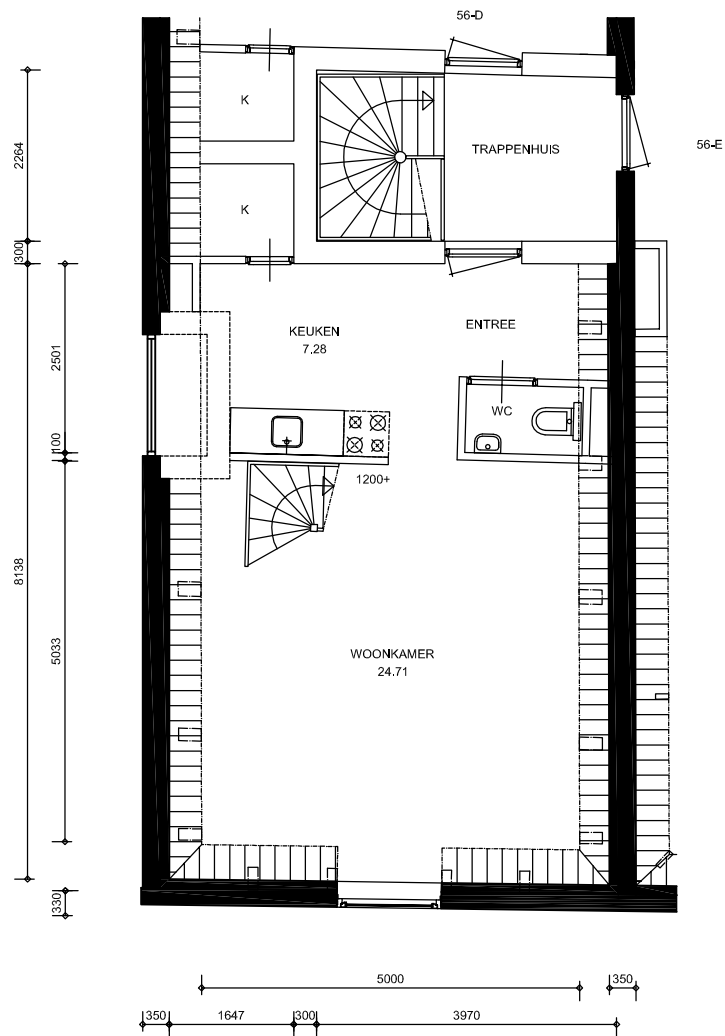 56-D
K
TRAPPENHUIS
56-E
2264
K
300
KEUKEN
7.28
ENTREE
2501
WC
100
1200+
8138
5033
WOONKAMER
24.71
330
5000
350
350
1647
300
3970